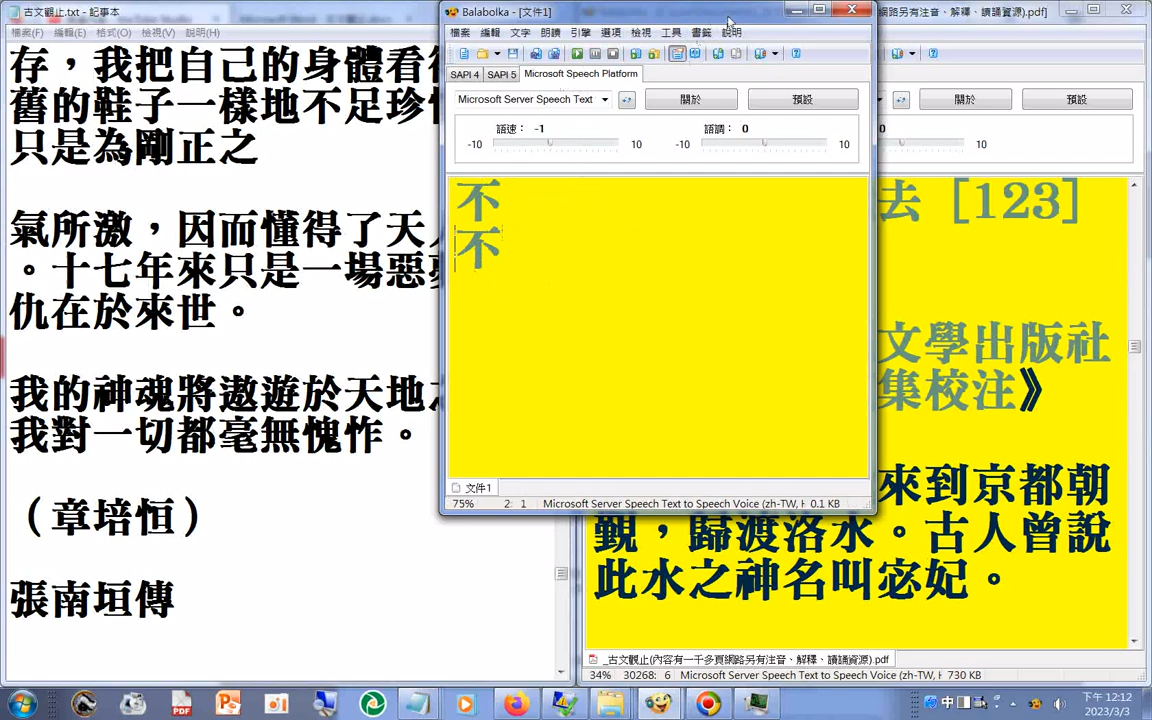 古文觀止.txt - 記事本
檔案(F) 編輯(E) 格式(O) 檢視(V) 說明(H)
存，我把自己的身體看
舊的鞋子一樣地不足珍
只是為剛正之
氣所激，因而懂得了天
。十七年來只是一場惡
仇在於來世。
我的神魂將遨遊於天地
我對一切都毫無愧怍。
（章培恒）
張南垣傳
Balabolka - [文件1]
檔案 編輯 文字 朗讀 引擎 選項 檢視 工具 書籤 說明
SAPI 4 SAPI 5 Microsoft Speech Platform
Microsoft Server Speech Text
關於
預設
語速： -1
語調： 0
-10 10 -10 10
不
不
文件1
75% 2: 1 Microsoft Server Speech Text to Speech Voice (zh-TW, H 0.1 KB
網路另有注音、解釋、讀誦資源).pdf]
關於
預設
0
10
去［123］
文學出版社
集校注》
來到京都朝
覲，歸渡洛水。古人曾說
此水之神名叫宓妃。
_古文觀止(內容有一千多頁網路另有注音、解釋、讀誦資源).pdf
34% 30268: 6 Microsoft Server Speech Text to Speech Voice (zh-TW, H 730 KB
中
下午 12:12
2023/3/3